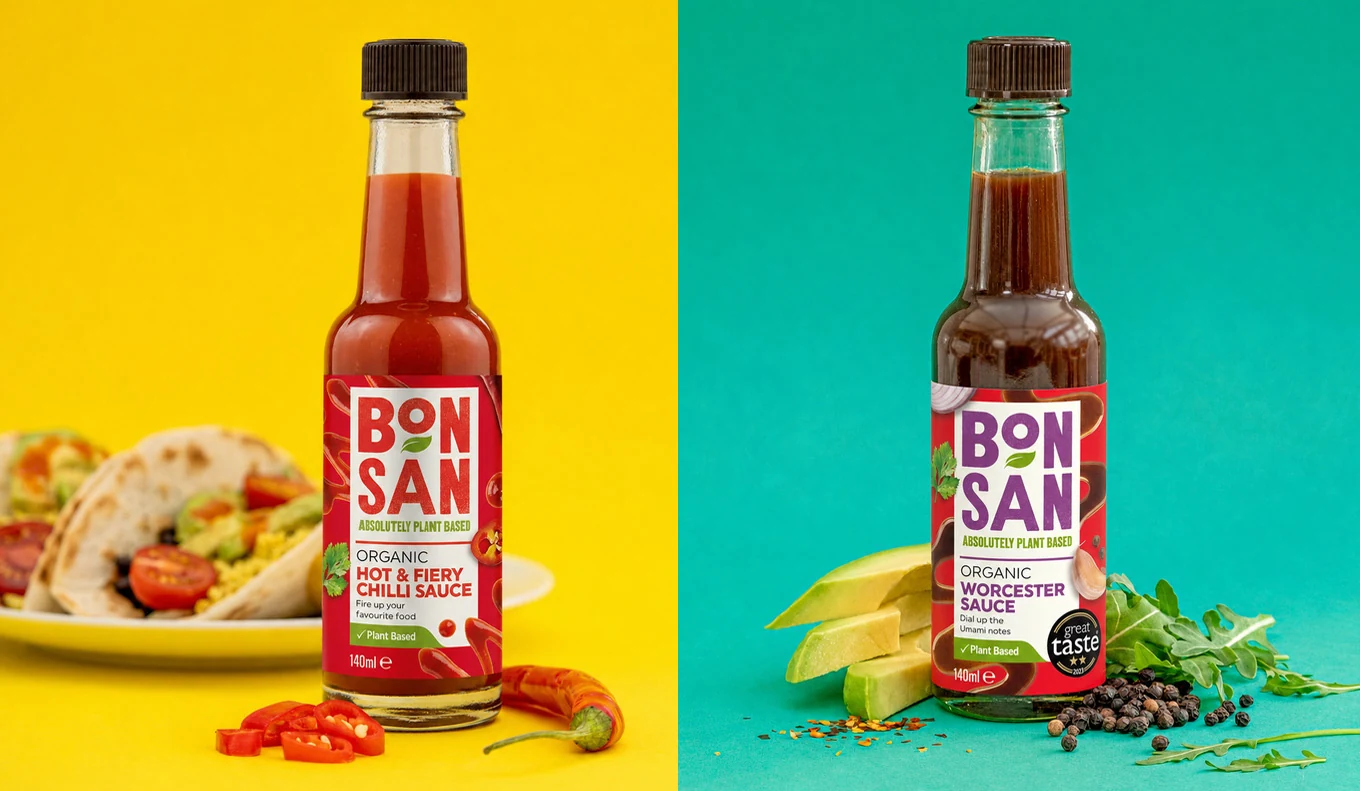 BON
SAN
ABSOLUTELY PLANT BASED
ORGANIC
HOT & FIERY
CHILLI SAUCE
Fire up your
favourite food
✓ Plant Based
140ml ℮
BON
SAN
ABSOLUTELY PLANT BASED
ORGANIC
WORCESTER
SAUCE
Dial up the
Umami notes
✓ Plant Based
great
taste
2023
140ml ℮